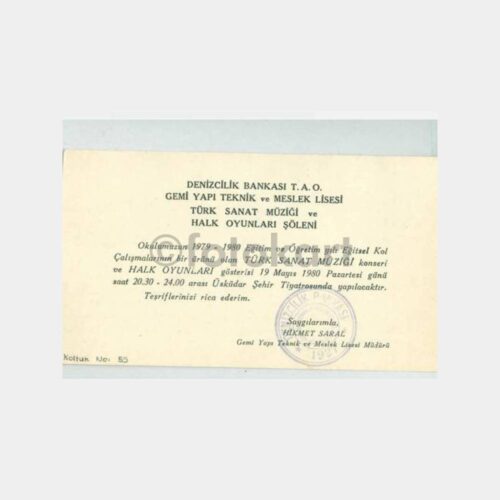 DENİZCİLİK BANKASI T. A. O.
GEMİ YAPI TEKNİK ve MESLEK LİSESİ
TÜRK SANAT MÜZİĞİ ve
HALK OYUNLARI ŞÖLENİ
Okulumuzun 1979 - 1980 Eğitim ve Öğretim yılı Eğitsel Kol
Çalışmalarının bir ürünü olan TÜRK SANAT MÜZİĞİ konseri
ve HALK OYUNLARI gösterisi 19 Mayıs 1980 Pazartesi günü
saat 20.30 - 24.00 arası Üsküdar Şehir Tiyatrosunda yapılacaktır.
Teşriflerinizi rica ederim.
Saygılarımla,
HİKMET SARAL
Gemi Yapı Teknik ve Meslek Lisesi Müdürü
Koltuk No: 85